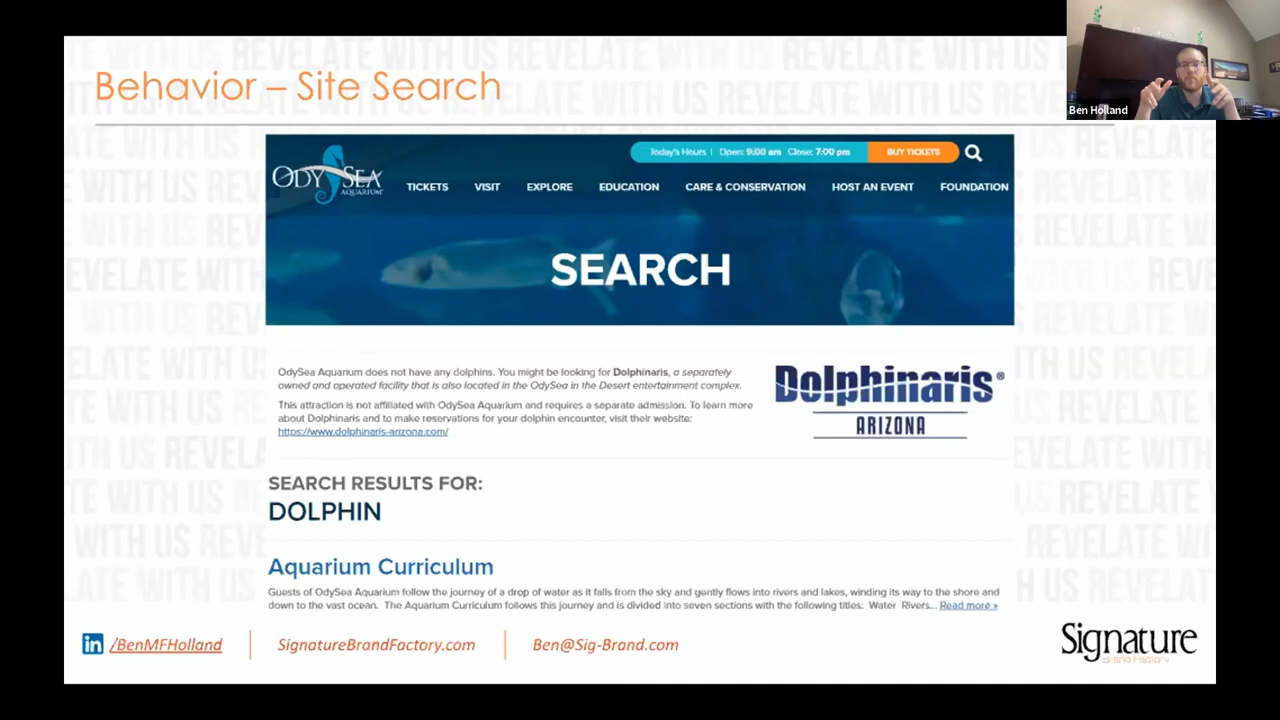 Behavior – Site Search
Ben Holland
ODYSEA
AQUARIUM
Today's Hours | Open: 9:00 am Close: 7:00 pm BUY TICKETS
TICKETS VISIT EXPLORE EDUCATION CARE & CONSERVATION HOST AN EVENT FOUNDATION
SEARCH
OdySea Aquarium does not have any dolphins. You might be looking for Dolphinaris, a separately
owned and operated facility that is also located in the OdySea in the Desert entertainment complex.
This attraction is not affiliated with OdySea Aquarium and requires a separate admission. To learn more
about Dolphinaris and to make reservations for your dolphin encounter, visit their website:
https://www.dolphinaris-arizona.com/
Dolphinaris®
ARIZONA
SEARCH RESULTS FOR:
DOLPHIN
Aquarium Curriculum
Guests of OdySea Aquarium follow the journey of a drop of water as it falls from the sky and gently flows into rivers and lakes, winding its way to the shore and
down to the vast ocean. The Aquarium Curriculum follows this journey and is divided into seven sections with the following titles: Water Rivers... Read more »
in /BenMFHolland
SignatureBrandFactory.com
Ben@Sig-Brand.com
Signature
BRAND FACTORY